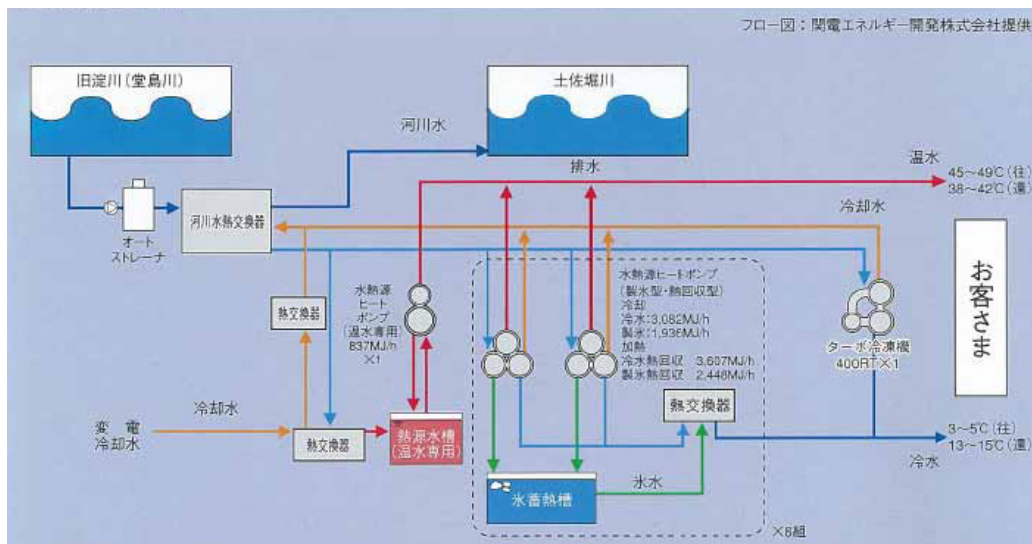 フロー図：関電エネルギー開発株式会社提供
旧淀川(堂島川)
土佐堀川
河川水
排水
温水
45～49℃(往)
38～42℃(還)
オート
ストレーナ
河川水熱交換器
冷却水
水熱源
ヒート
ポンプ
(温水専用)
837MJ/h
×1
水熱源ヒートポンプ
(製氷型・熱回収型)
冷却
冷水:3,082MJ/h
製氷:1,936MJ/h
加熱
冷水熱回収 3,607MJ/h
製氷熱回収 2,448MJ/h
ターボ冷凍機
400RT×1
お客さま
熱交換器
熱交換器
変電
冷却水
冷却水
熱交換器
熱源水槽
(温水専用)
氷蓄熱槽
氷水
3～5℃(往)
13～15℃(還)
冷水
×6組